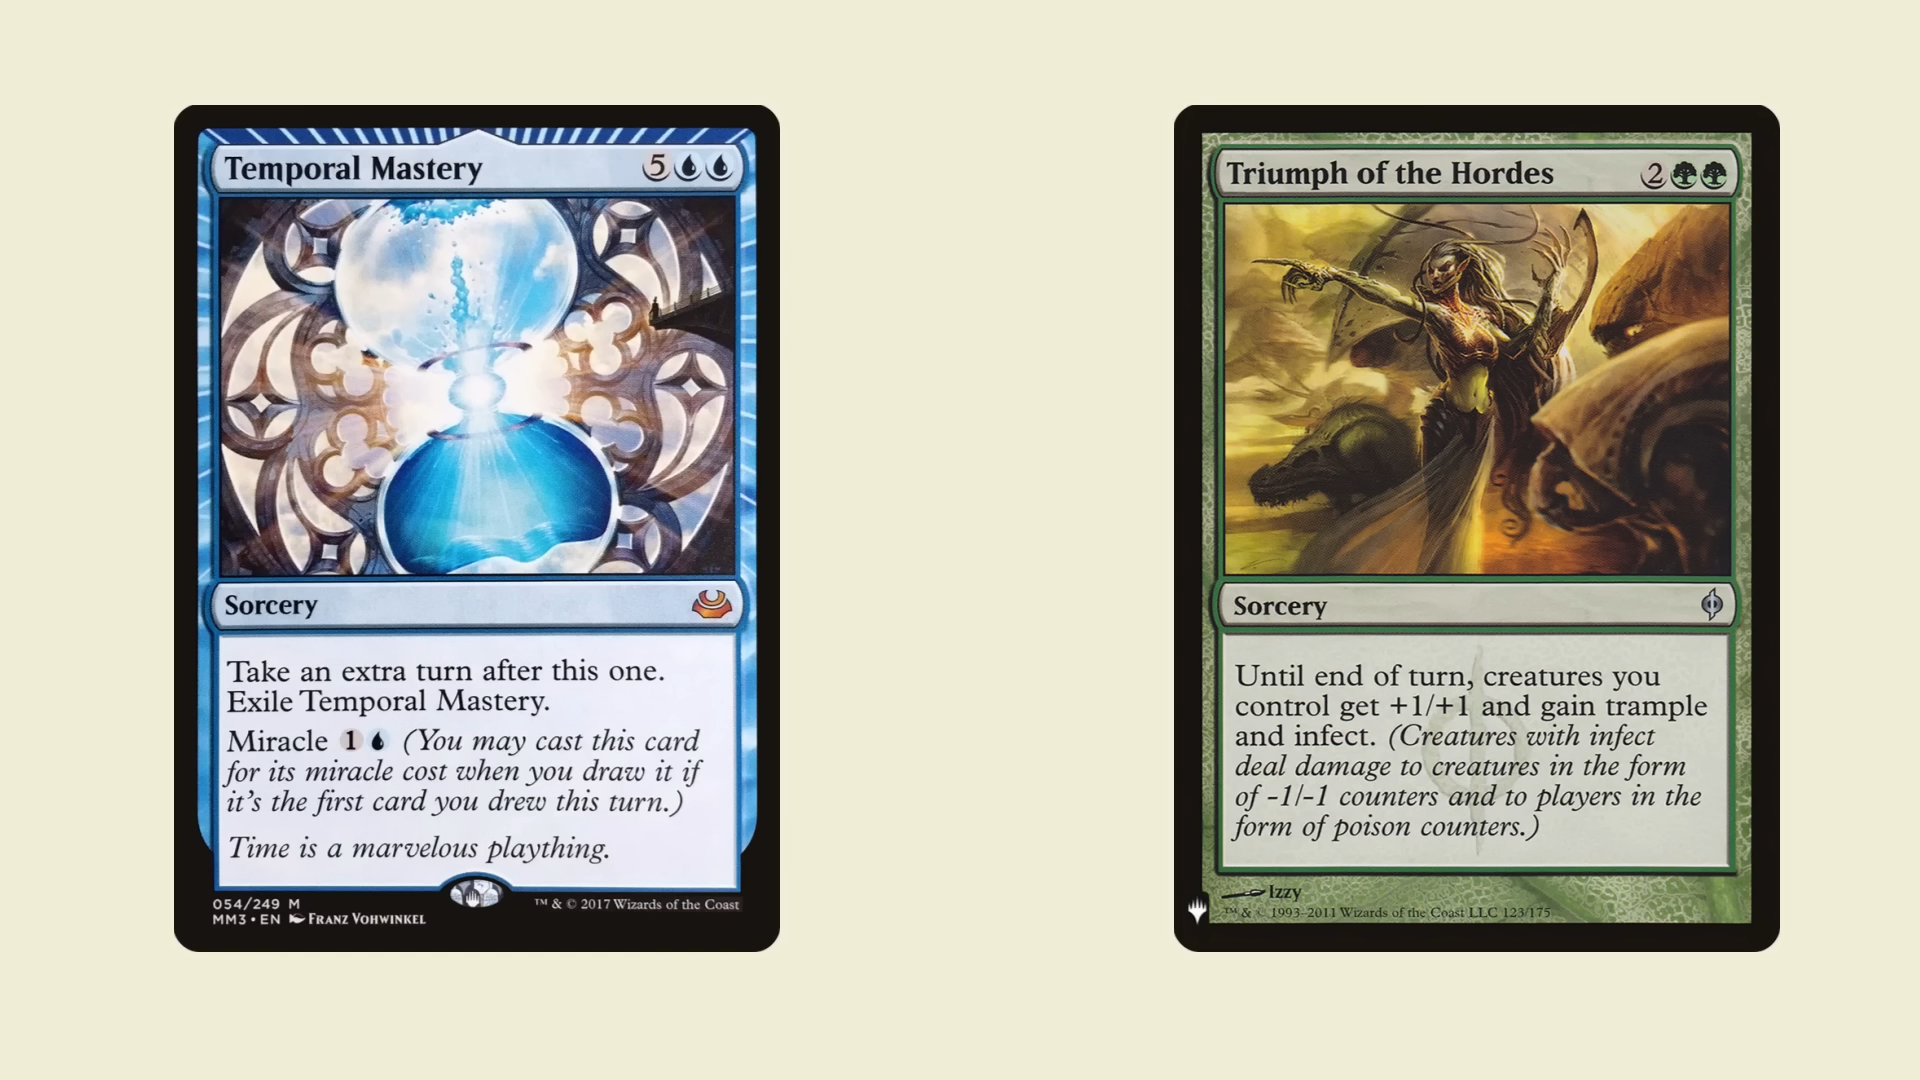 Temporal Mastery 5
Sorcery
Take an extra turn after this one.
Exile Temporal Mastery.
Miracle 1 (You may cast this card
for its miracle cost when you draw it if
it's the first card you drew this turn.)
Time is a marvelous plaything.
054/249 M
MM3 • EN FRANZ VOHWINKEL
™ & © 2017 Wizards of the Coast
Triumph of the Hordes 2
Sorcery
Until end of turn, creatures you
control get +1/+1 and gain trample
and infect. (Creatures with infect
deal damage to creatures in the form
of -1/-1 counters and to players in the
form of poison counters.)
Izzy
™ & © 1993–2011 Wizards of the Coast LLC 123/175